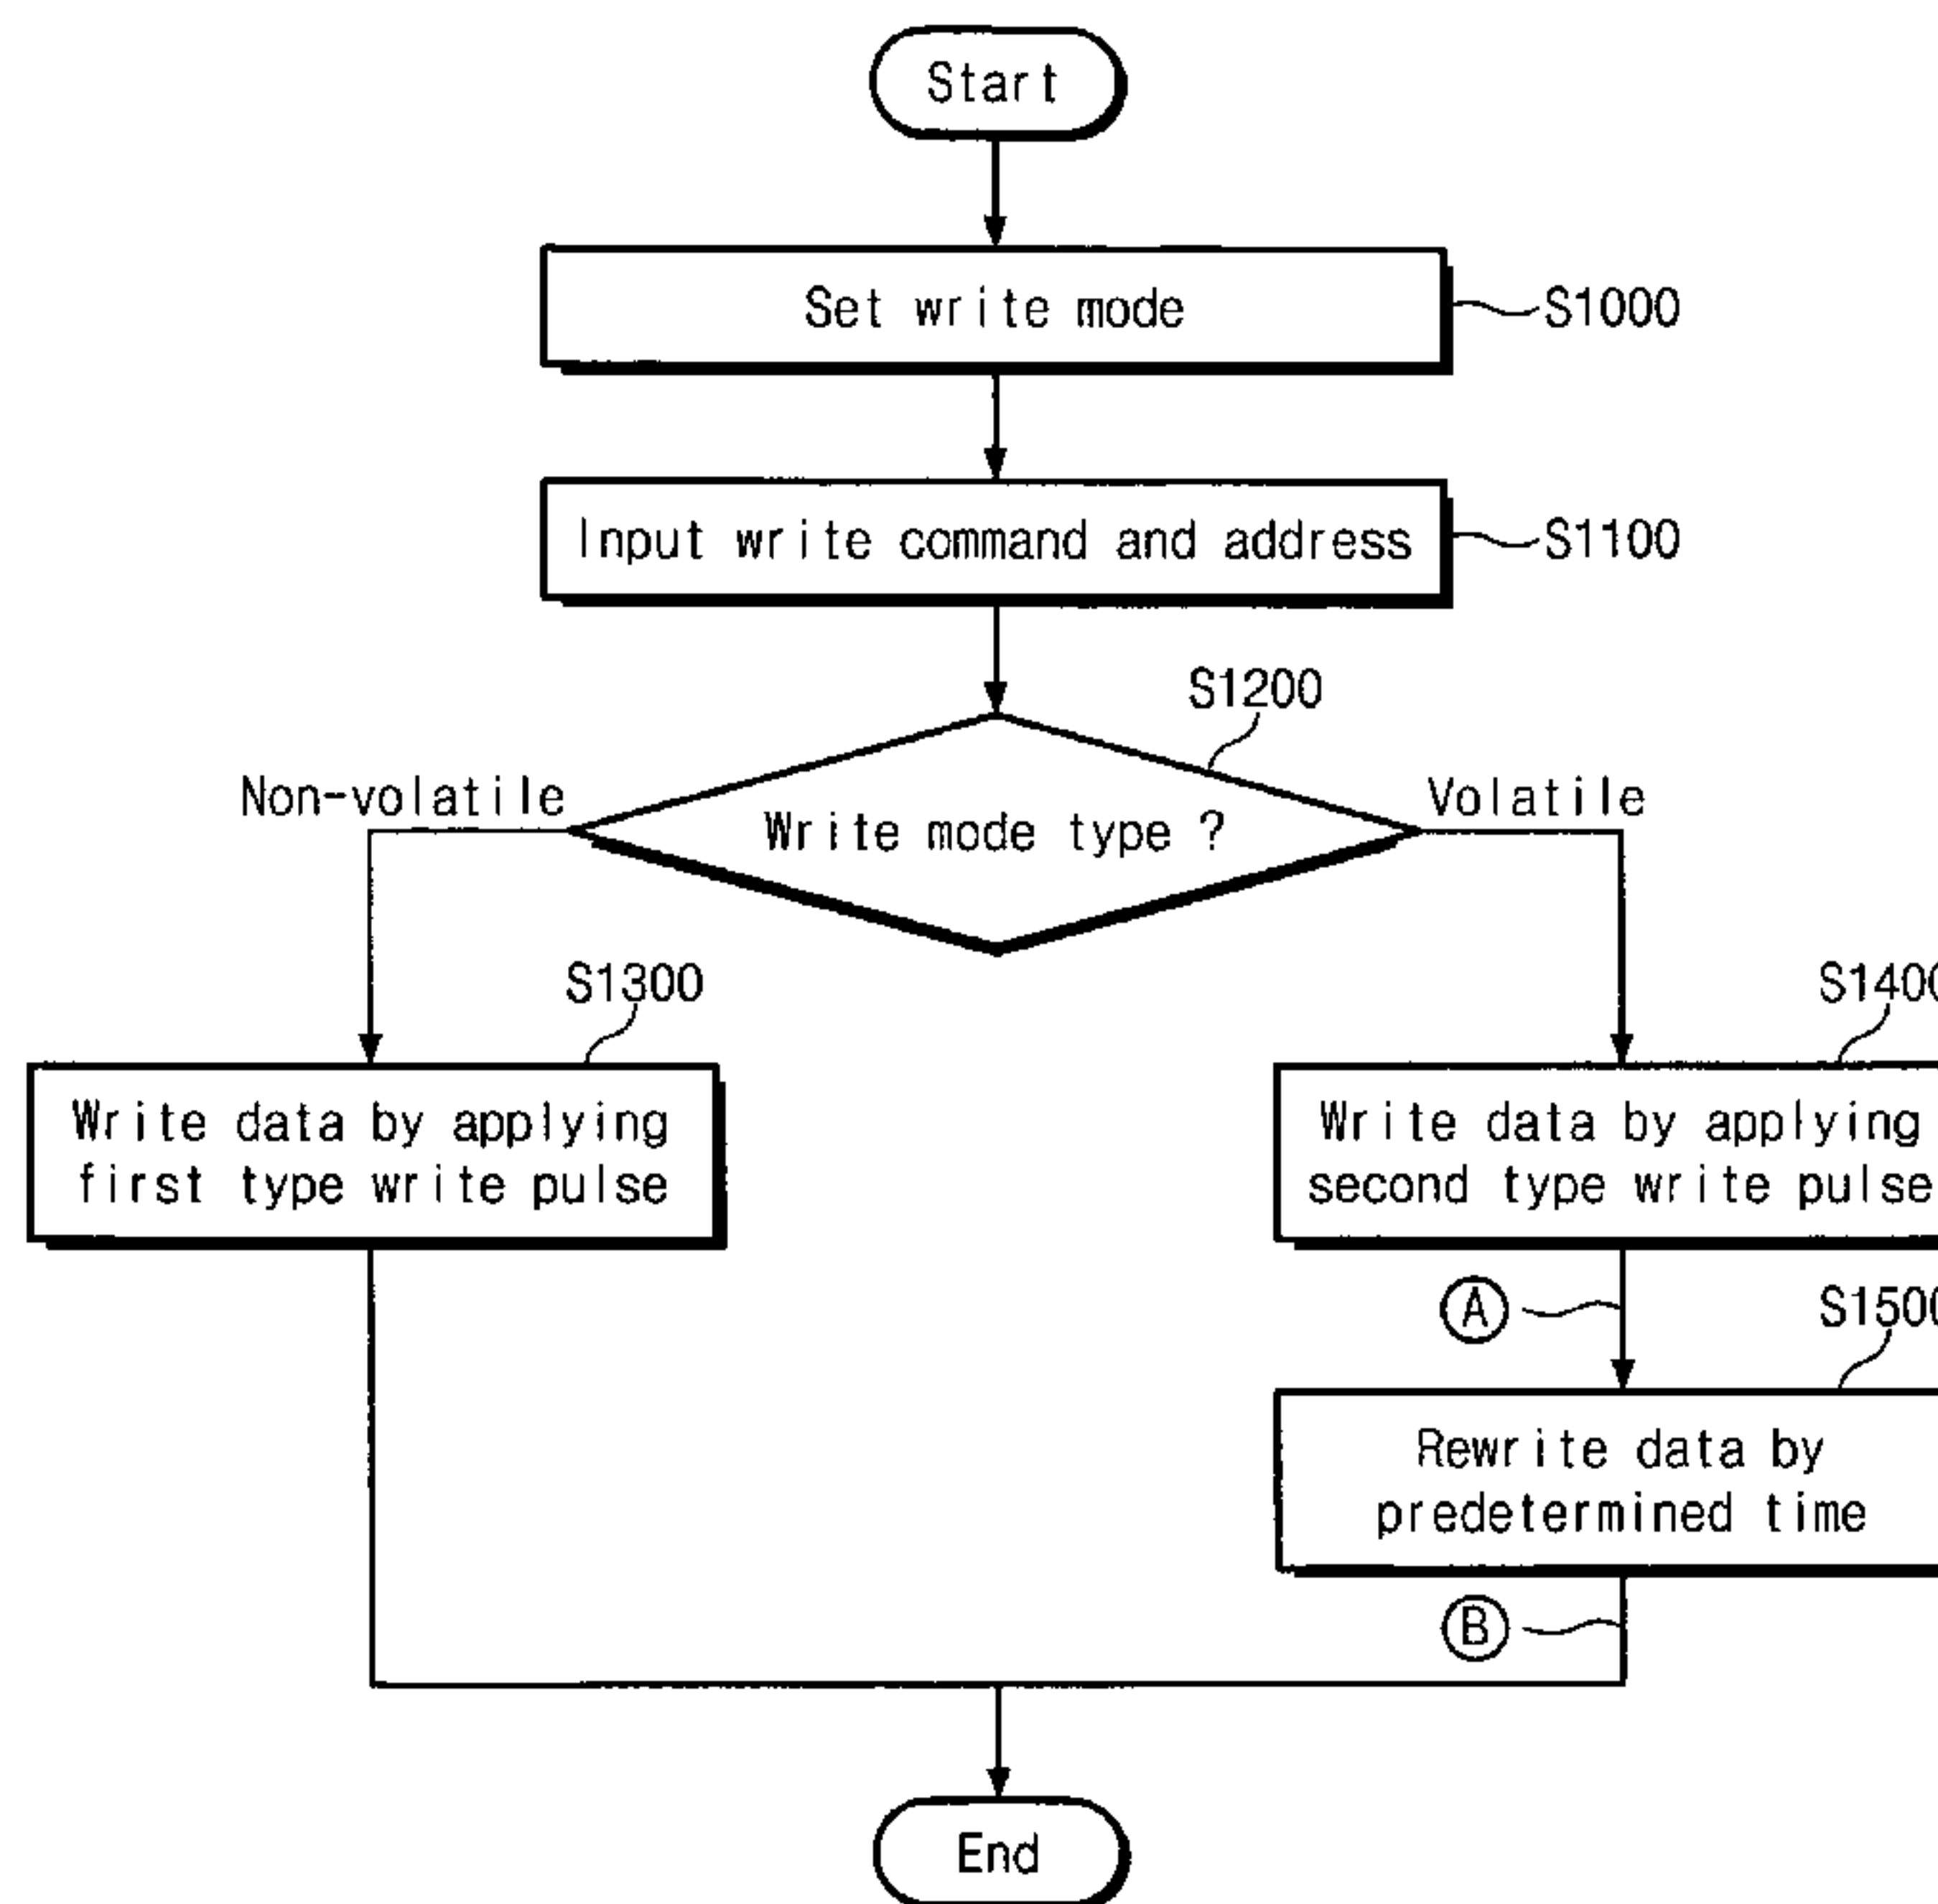 Start
Set write mode
S1000
Input write command and address
S1100
S1200
Non-volatile
Write mode type ?
Volatile
S1300
S1400
Write data by applying
first type write pulse
Write data by applying
second type write pulse
A
S1500
Rewrite data by
predetermined time
B
End